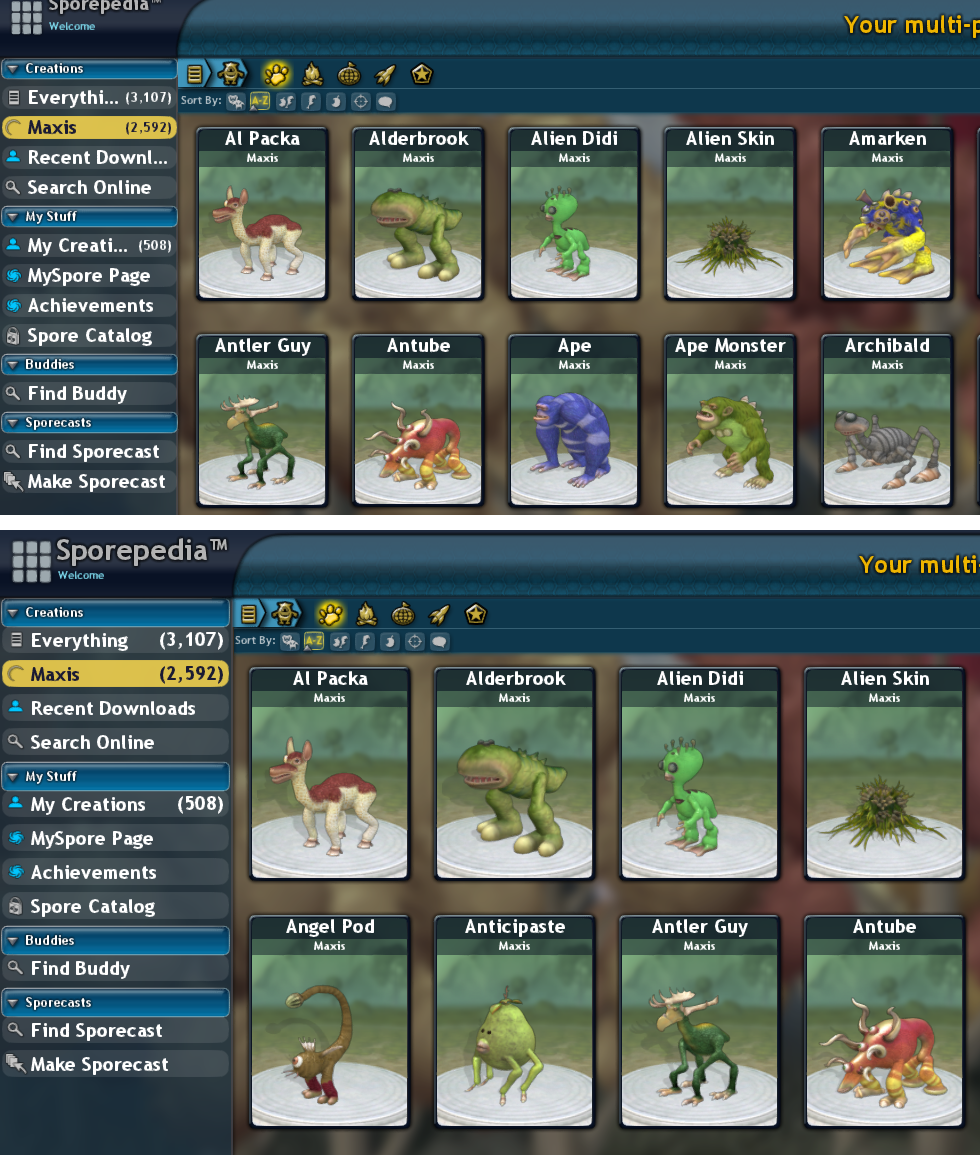 Sporepedia™
Welcome
Your multi-p
Creations
Everythi... (3,107)
Maxis (2,592)
Recent Downl...
Search Online
My Stuff
My Creati... (508)
MySpore Page
Achievements
Spore Catalog
Buddies
Find Buddy
Sporecasts
Find Sporecast
Make Sporecast
Sort By:
A-Z
Al Packa
Maxis
Alderbrook
Maxis
Alien Didi
Maxis
Alien Skin
Maxis
Amarken
Maxis
Antler Guy
Maxis
Antube
Maxis
Ape
Maxis
Ape Monster
Maxis
Archibald
Maxis
Sporepedia™
Welcome
Your multi-
Creations
Everything (3,107)
Maxis (2,592)
Recent Downloads
Search Online
My Stuff
My Creations (508)
MySpore Page
Achievements
Spore Catalog
Buddies
Find Buddy
Sporecasts
Find Sporecast
Make Sporecast
Sort By:
A-Z
Al Packa
Maxis
Alderbrook
Maxis
Alien Didi
Maxis
Alien Skin
Maxis
Angel Pod
Maxis
Anticipaste
Maxis
Antler Guy
Maxis
Antube
Maxis